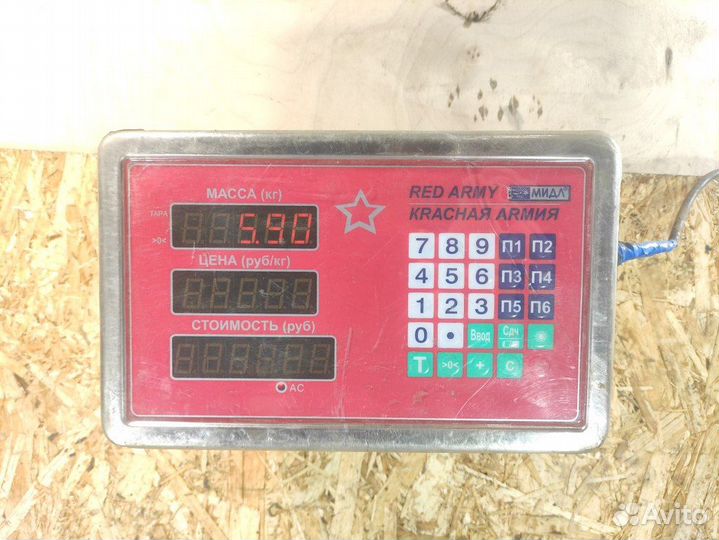 МАССА (кг)
RED ARMY МИДЛ
КRАСНАЯ АRМИЯ
ТАРА
5.90
>0<
ЦЕНА (руб/кг)
СТОИМОСТЬ (руб)
AC
7 8 9 П1 П2
4 5 6 П3 П4
1 2 3 П5 П6
0 • Ввод Сдч
T >0< + C
Avito